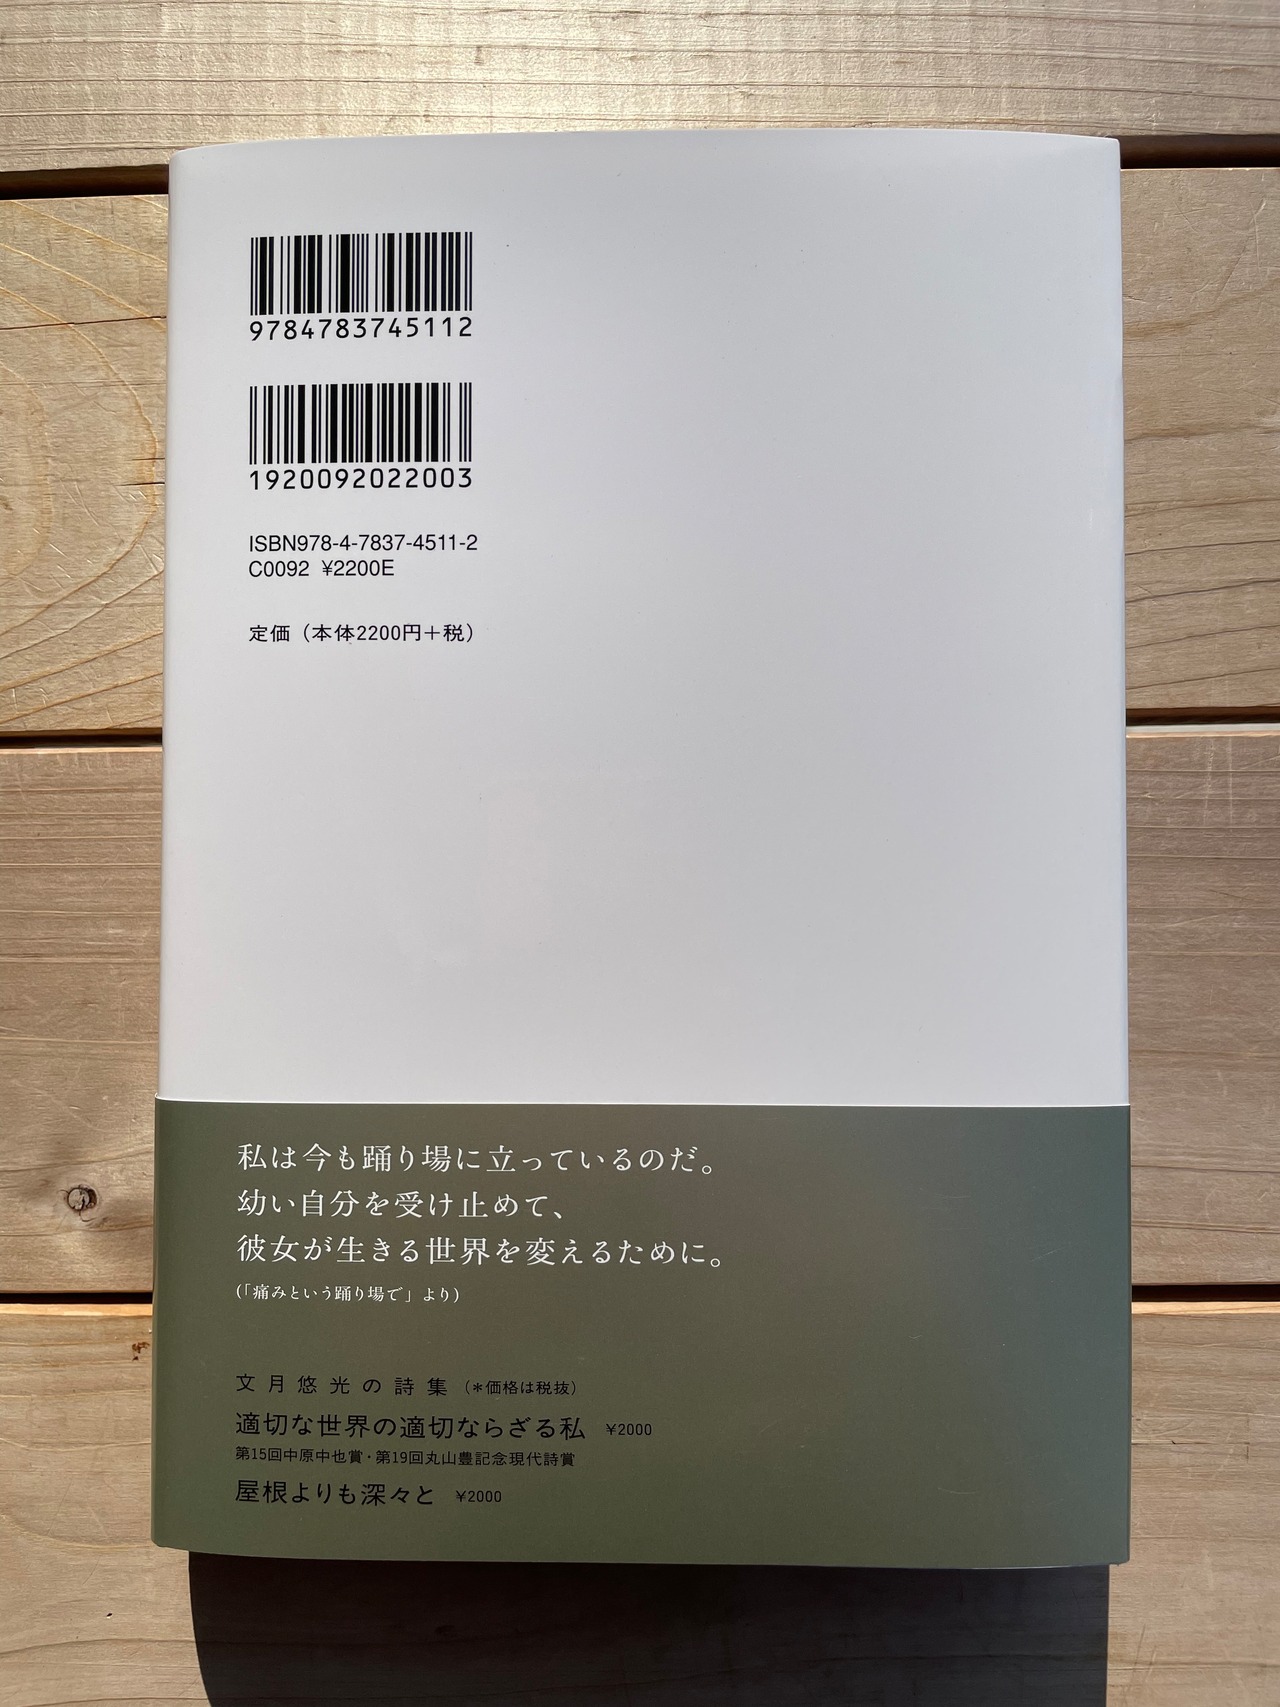 9784783745112
1920092022003
ISBN978-4-7837-4511-2
C0092 ¥2200E
定価（本体2200円＋税）
私は今も踊り場に立っているのだ。
幼い自分を受け止めて、
彼女が生きる世界を変えるために。
（「痛みという踊り場で」より）
文月悠光の詩集（＊価格は税抜）
適切な世界の適切ならざる私 ¥2000
第15回中原中也賞・第19回丸山豊記念現代詩賞
屋根よりも深々と ¥2000